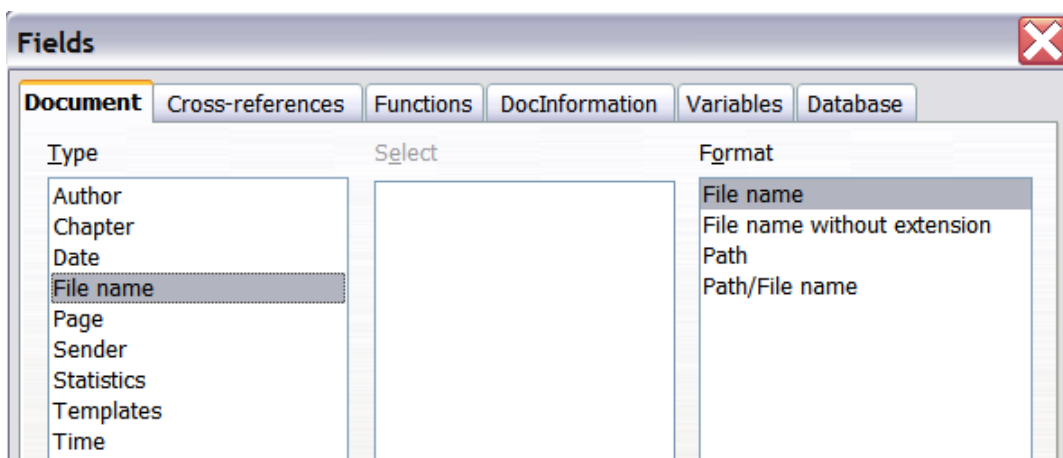 Fields
Document Cross-references Functions DocInformation Variables Database
Type Select Format
Author
Chapter
Date
File name
Page
Sender
Statistics
Templates
Time
File name
File name without extension
Path
Path/File name